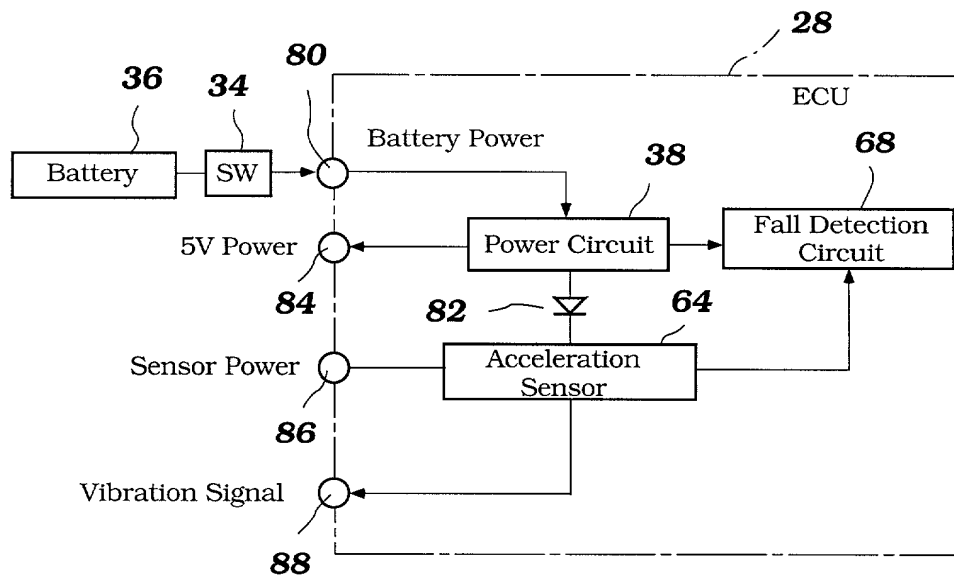 28
80
36
34
ECU
Battery Power
38
68
Battery
SW
Fall Detection
Circuit
5V Power
Power Circuit
84
82
64
Sensor Power
Acceleration
Sensor
86
Vibration Signal
88